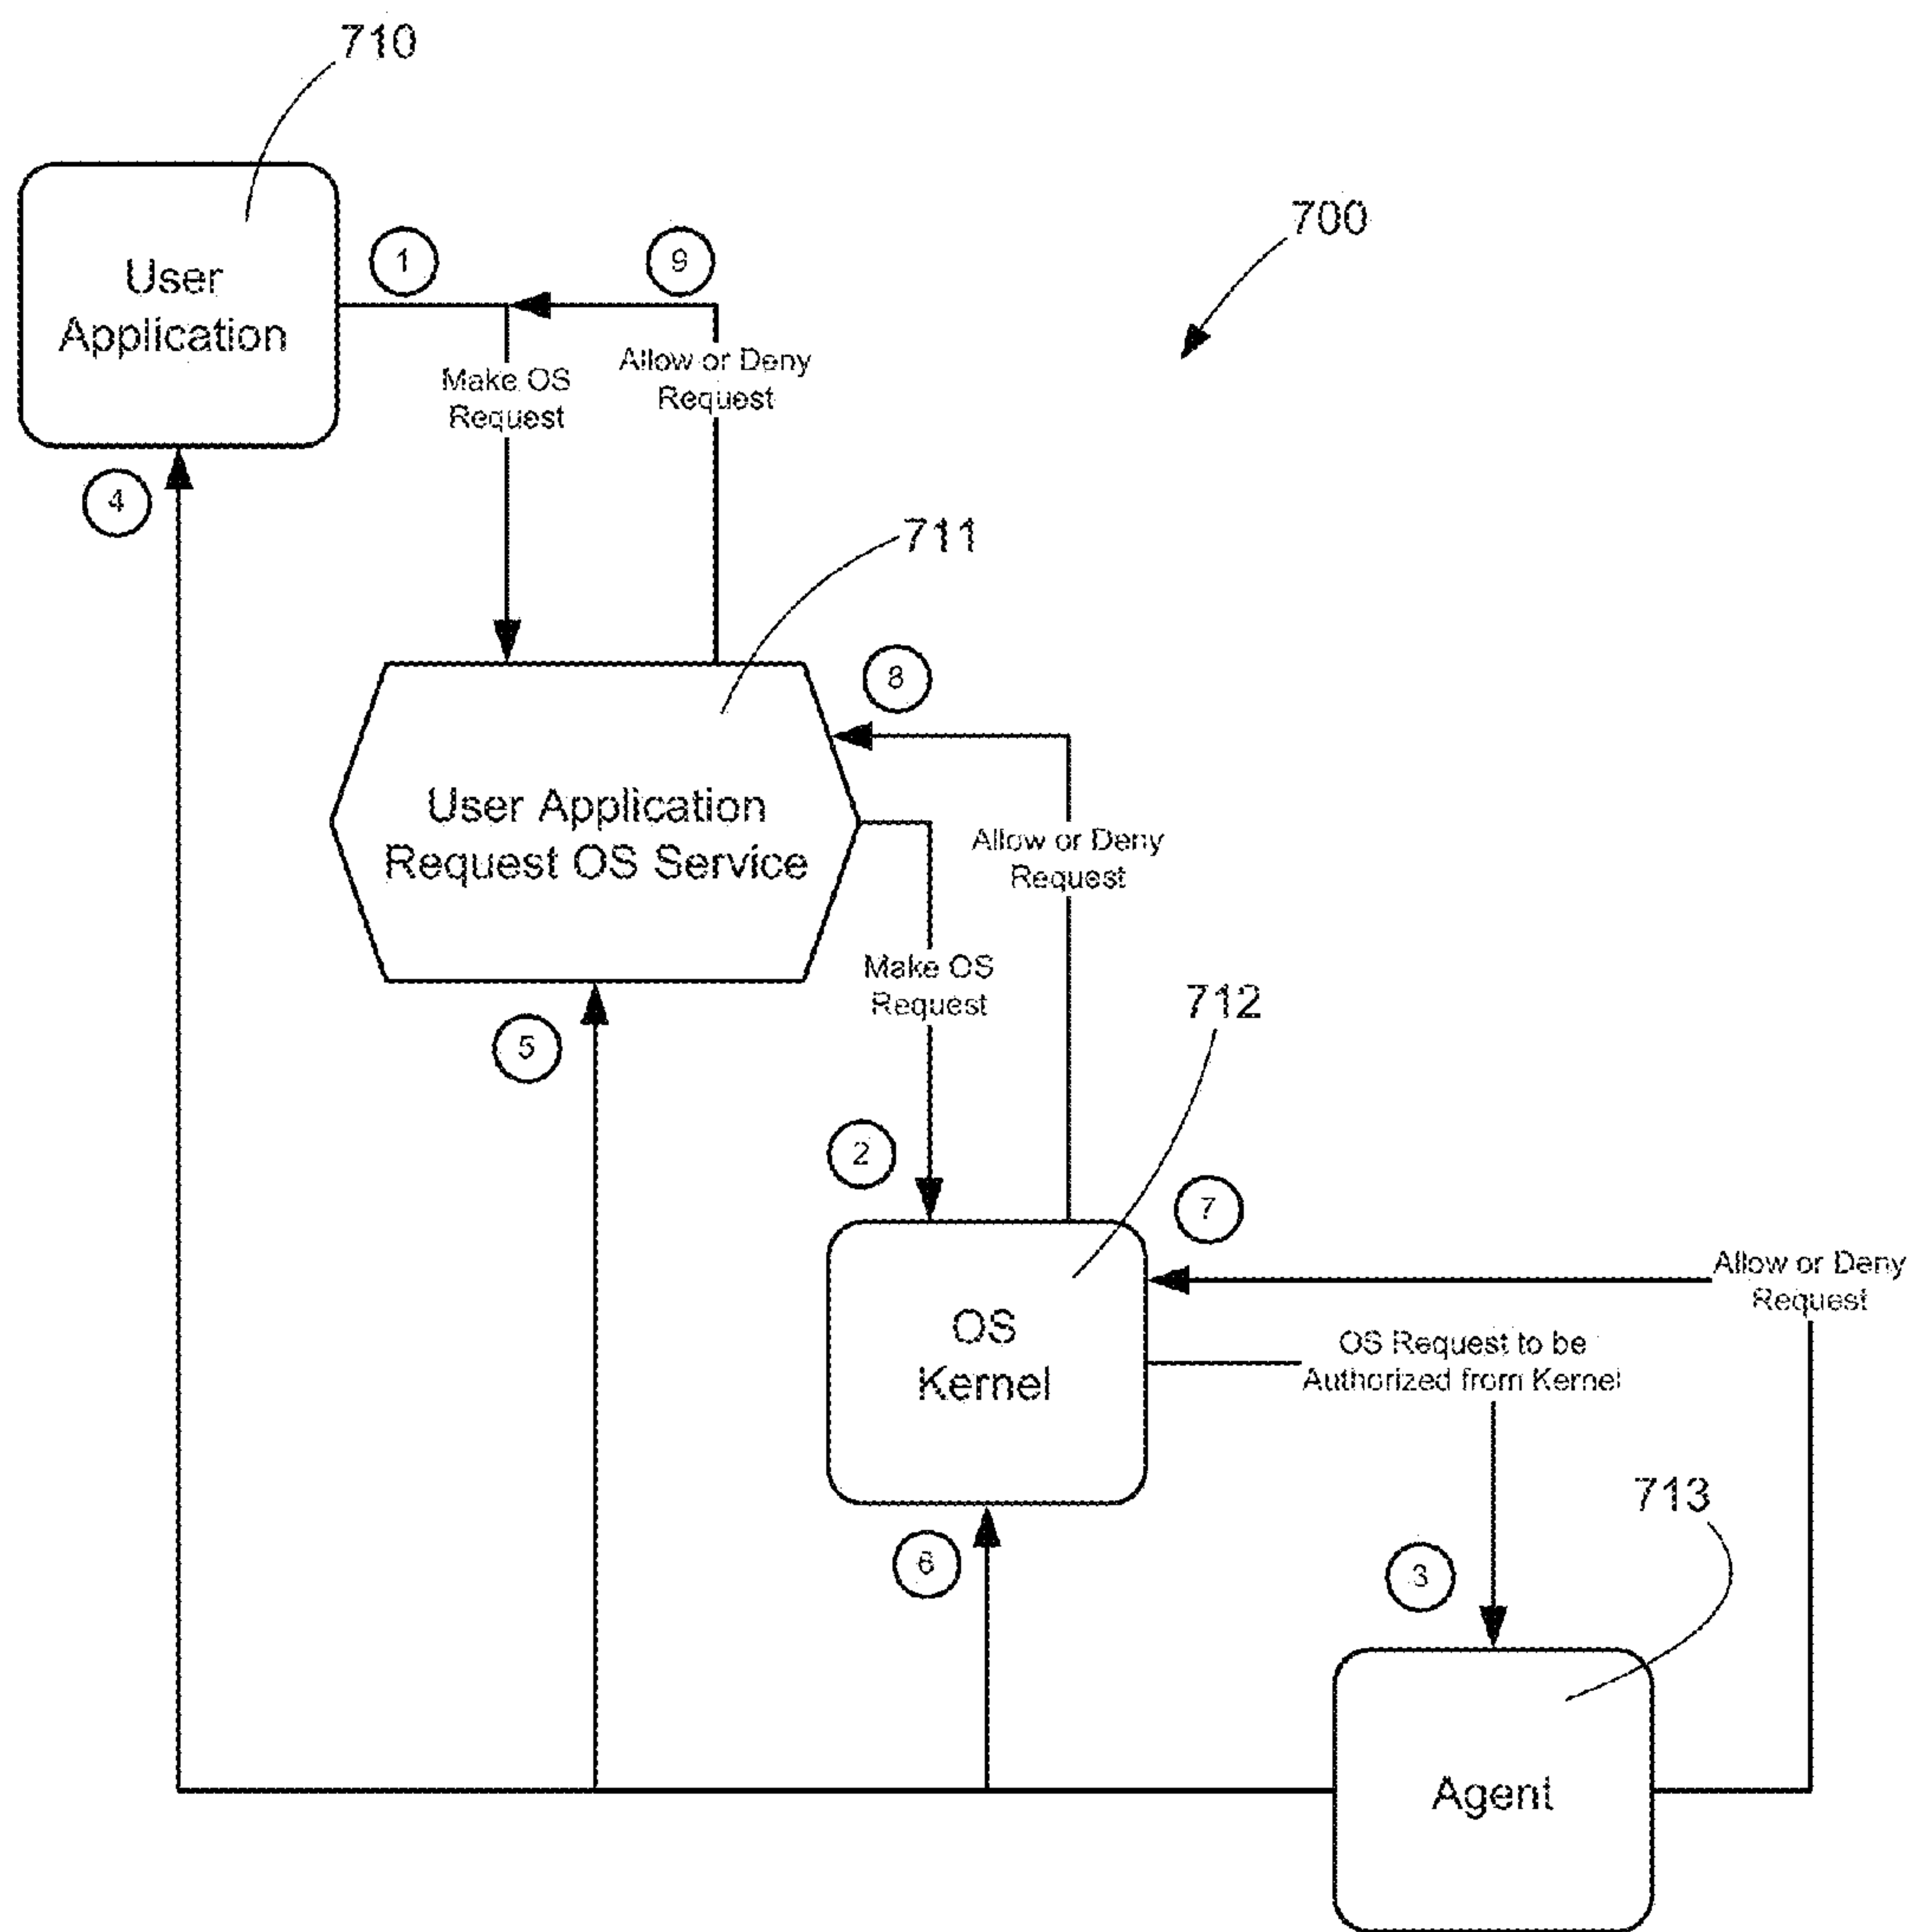 710
700
1
9
User
Application
Allow or Deny
Request
Make OS
Request
4
711
8
User Application
Request OS Service
Allow or Deny
Request
Make OS
Request
712
5
2
7
Allow or Deny
Request
OS
Kernel
OS Request to be
Authorized from Kernel
713
6
3
Agent